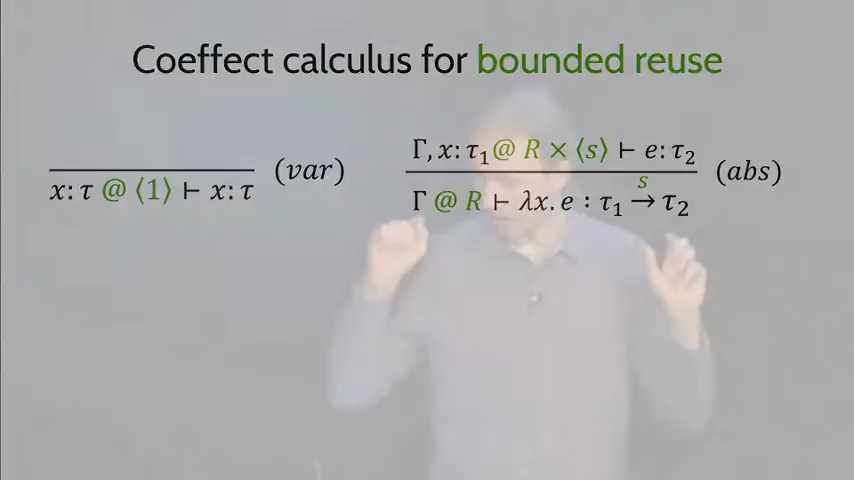 Coeffect calculus for bounded reuse
x: τ @ ⟨1⟩ ⊢ x: τ (var)
Γ, x: τ₁@ R × ⟨s⟩ ⊢ e: τ₂
Γ @ R ⊢ λx. e : τ₁ →ˢ τ₂ (abs)